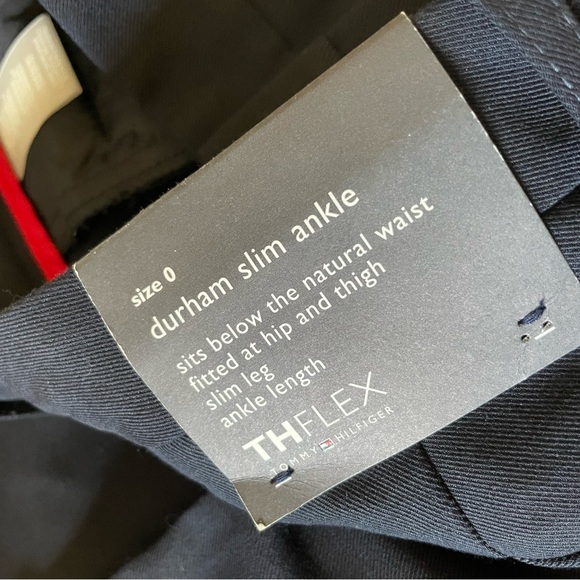 size 0
durham slim ankle
sits below the natural waist
fitted at hip and thigh
slim leg
ankle length
THFLEX
TOMMY HILFIGER